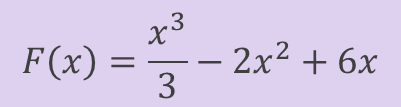 F(x) = x³/3 − 2x² + 6x